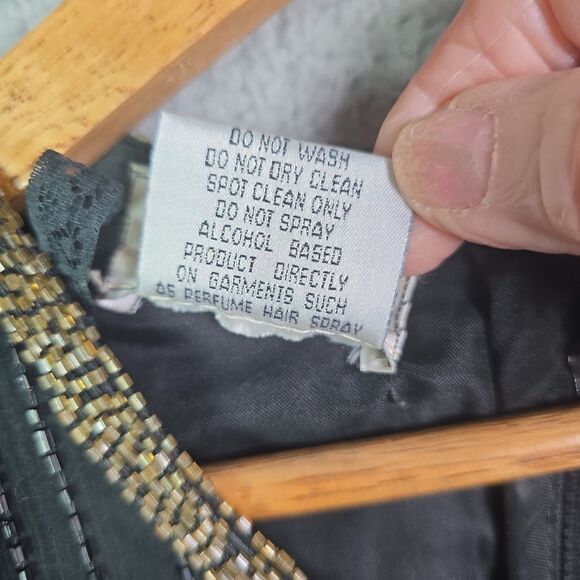 DO NOT WASH
DO NOT DRY CLEAN
SPOT CLEAN ONLY
DO NOT SPRAY
ALCOHOL BASED
PRODUCT DIRECTLY
ON GARMENTS SUCH
AS PERFUME HAIR SPRAY